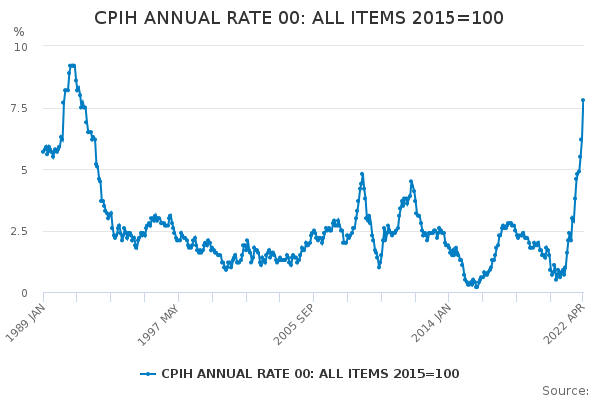 CPIH ANNUAL RATE 00: ALL ITEMS 2015=100
%
10
7.5
5
2.5
0
1989 JAN
1997 MAY
2005 SEP
2014 JAN
2022 APR
CPIH ANNUAL RATE 00: ALL ITEMS 2015=100
Source: